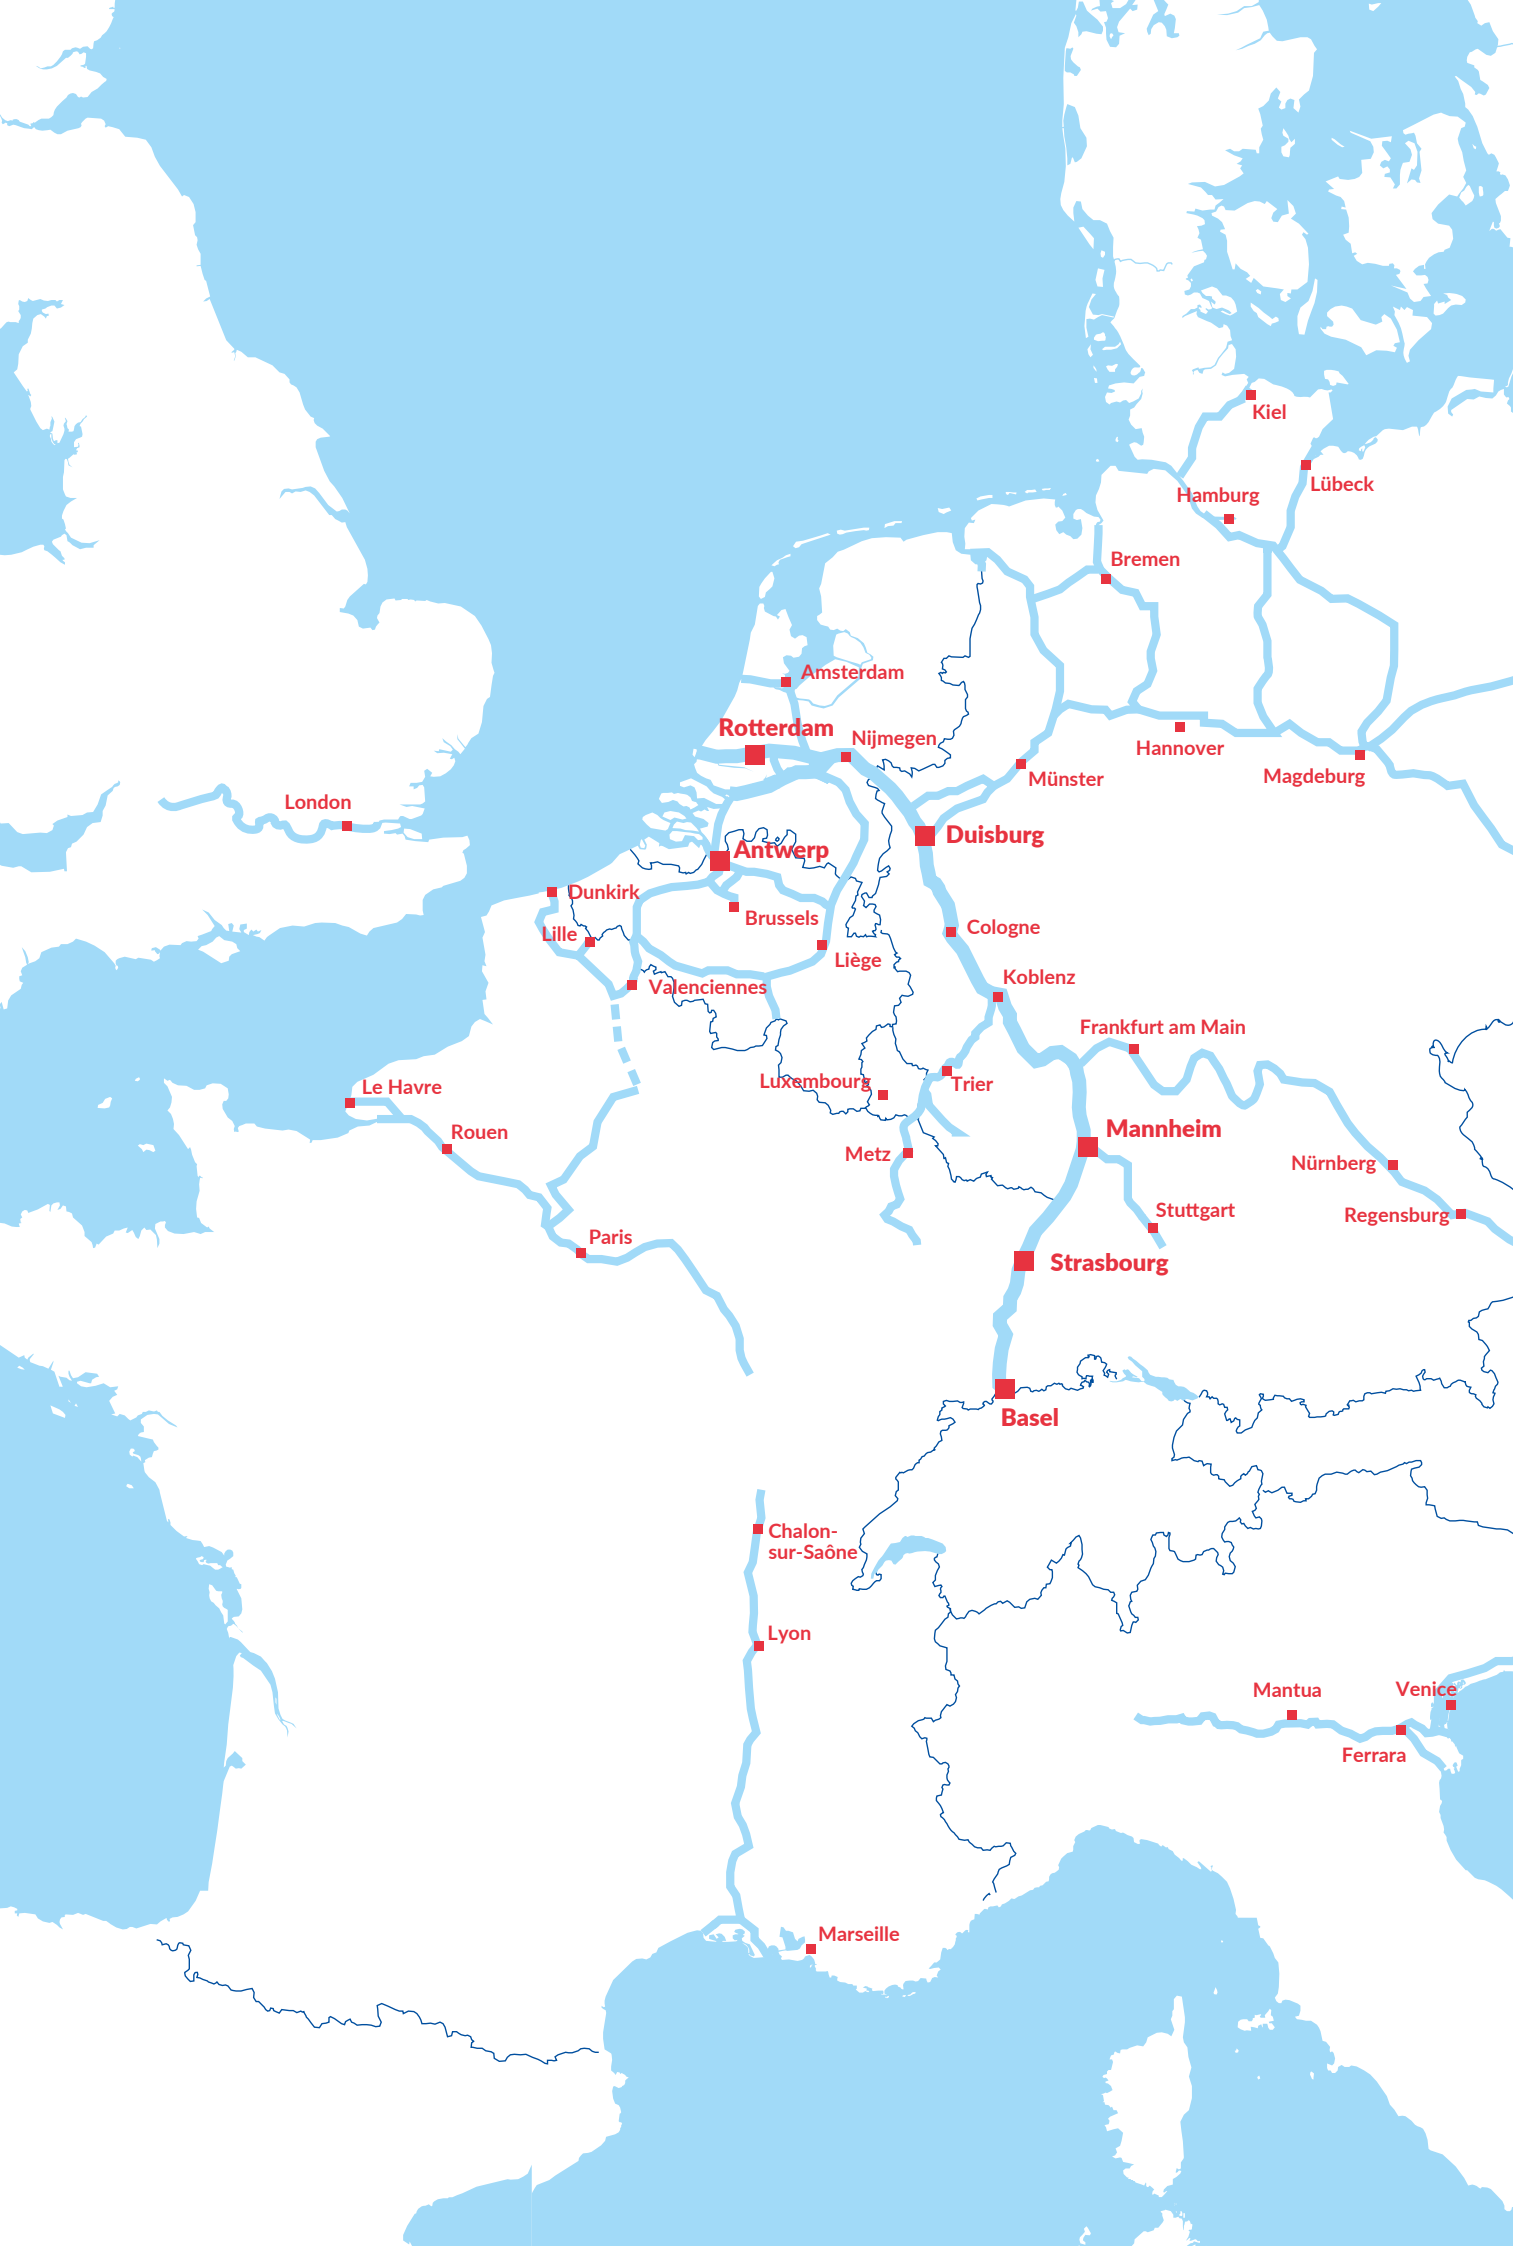 Kiel
Lübeck
Hamburg
Bremen
Amsterdam
Rotterdam
Nijmegen
Hannover
Münster
Magdeburg
London
Duisburg
Antwerp
Dunkirk
Brussels
Lille
Cologne
Liège
Koblenz
Valenciennes
Frankfurt am Main
Luxembourg
Trier
Le Havre
Rouen
Mannheim
Metz
Nürnberg
Stuttgart
Regensburg
Paris
Strasbourg
Basel
Chalon-
sur-Saône
Lyon
Mantua
Venice
Ferrara
Marseille